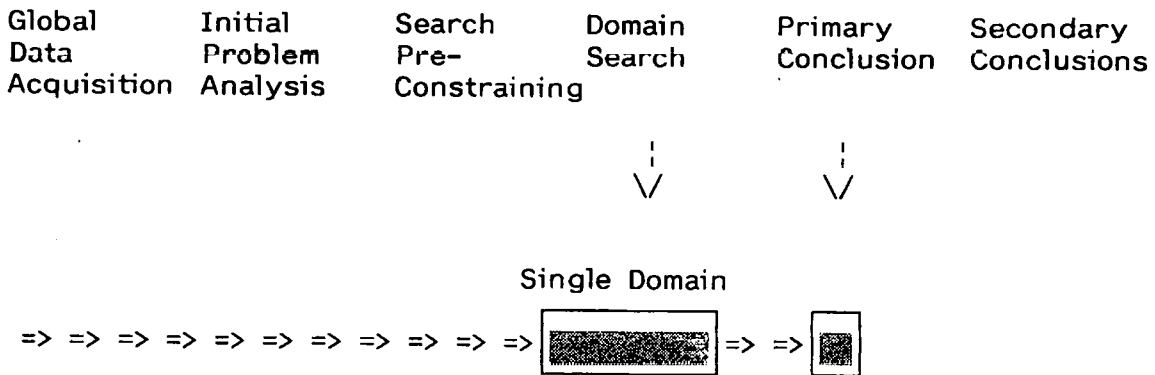 Global Initial Search Domain Primary Secondary
Data Problem Pre- Search Conclusion Conclusions
Acquisition Analysis Constraining
Single Domain
=> => => => => => => => => => => => =>